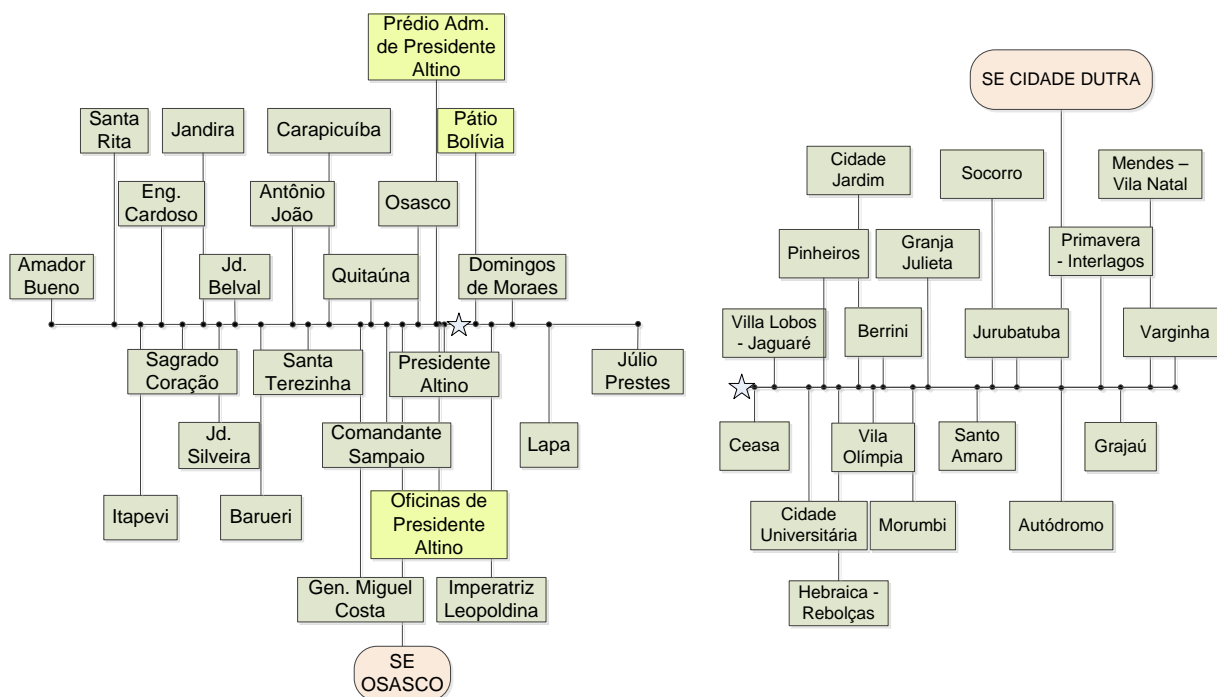 Prédio Adm.
de Presidente
Altino
Santa
Rita
Jandira
Carapicuíba
Pátio
Bolívia
Eng.
Cardoso
Antônio
João
Osasco
Amador
Bueno
Jd.
Belval
Quitaúna
Domingos
de Moraes
Sagrado
Coração
Santa
Terezinha
Presidente
Altino
Júlio
Prestes
Jd.
Silveira
Comandante
Sampaio
Lapa
Itapevi
Barueri
Oficinas de
Presidente
Altino
Gen. Miguel
Costa
Imperatriz
Leopoldina
SE
OSASCO
SE CIDADE DUTRA
Cidade
Jardim
Socorro
Mendes –
Vila Natal
Pinheiros
Granja
Julieta
Primavera
- Interlagos
Villa Lobos
- Jaguaré
Berrini
Jurubatuba
Varginha
Ceasa
Vila
Olímpia
Santo
Amaro
Grajaú
Cidade
Universitária
Morumbi
Autódromo
Hebraica -
Rebolças